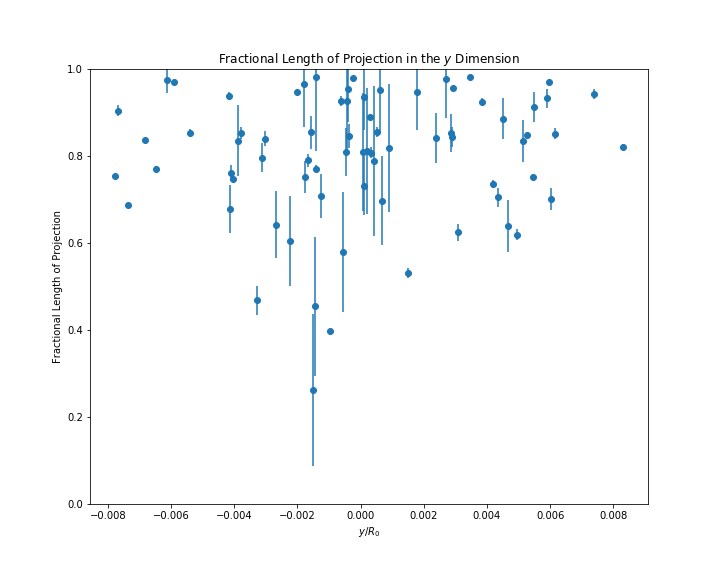 Fractional Length of Projection in the y Dimension
Fractional Length of Projection
1.0
0.8
0.6
0.4
0.2
0.0
−0.008 −0.006 −0.004 −0.002 0.000 0.002 0.004 0.006 0.008
y/R₀